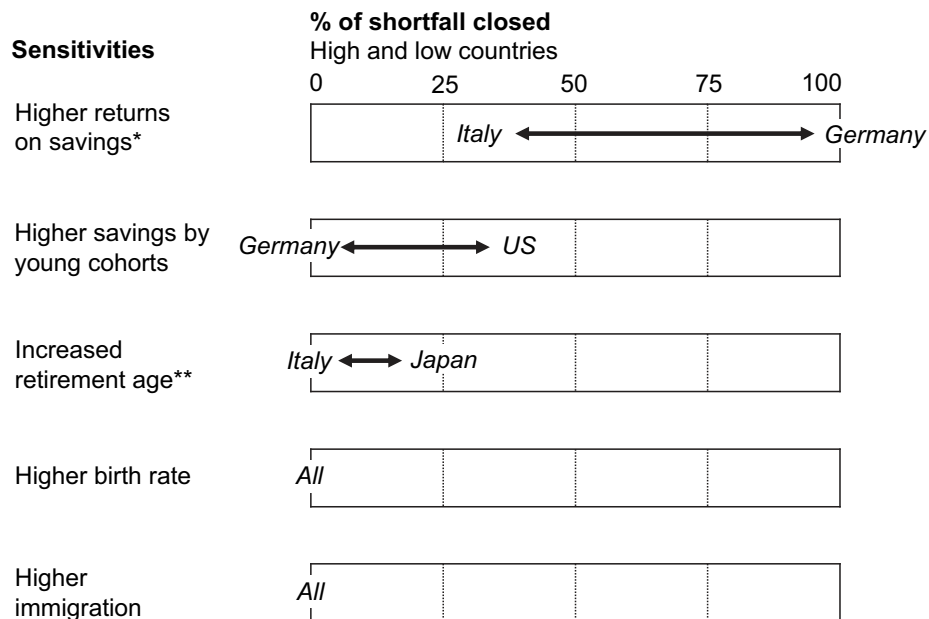 % of shortfall closed
Sensitivities
High and low countries
0 25 50 75 100
Higher returns
on savings*
Italy Germany
Higher savings by
young cohorts
Germany US
Increased
retirement age**
Italy Japan
Higher birth rate
All
Higher
immigration
All